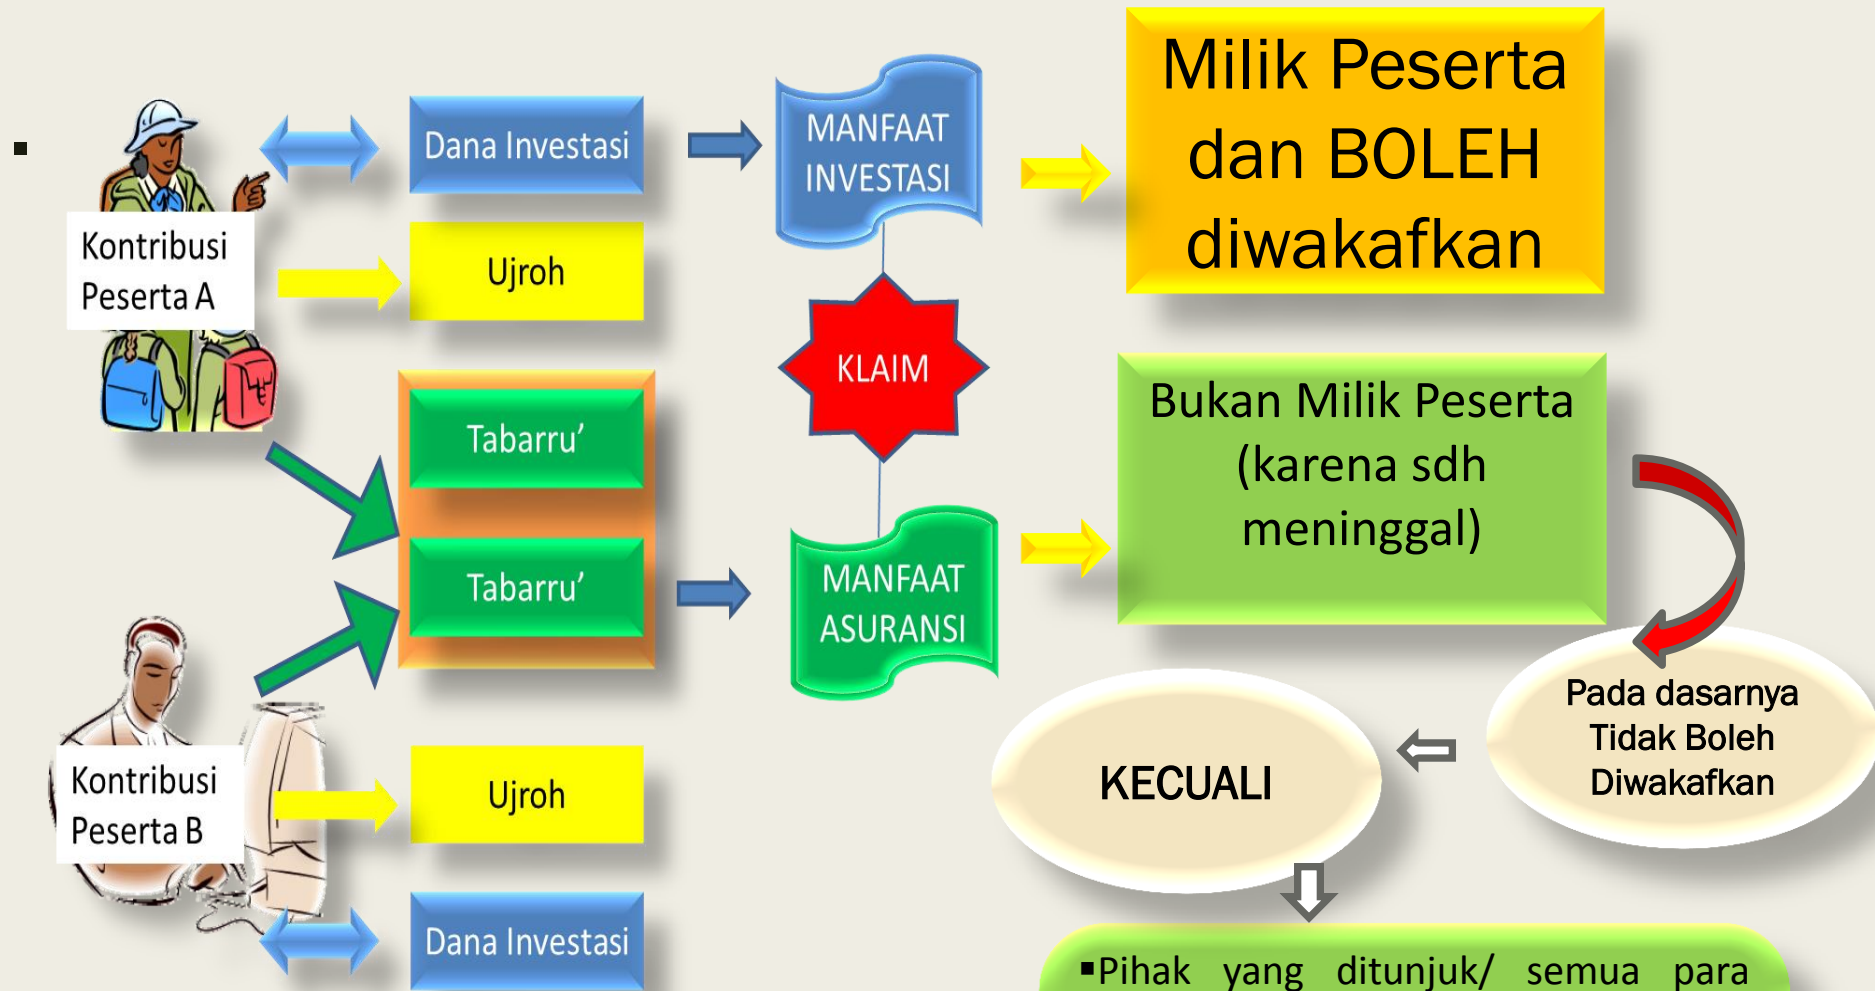 Kontribusi
Peserta A
Dana Investasi
Ujroh
Tabarru’
Tabarru’
Kontribusi
Peserta B
Ujroh
Dana Investasi
MANFAAT
INVESTASI
KLAIM
MANFAAT
ASURANSI
Milik Peserta
dan BOLEH
diwakafkan
Bukan Milik Peserta
(karena sdh
meninggal)
Pada dasarnya
Tidak Boleh
Diwakafkan
KECUALI
▪Pihak yang ditunjuk/ semua para